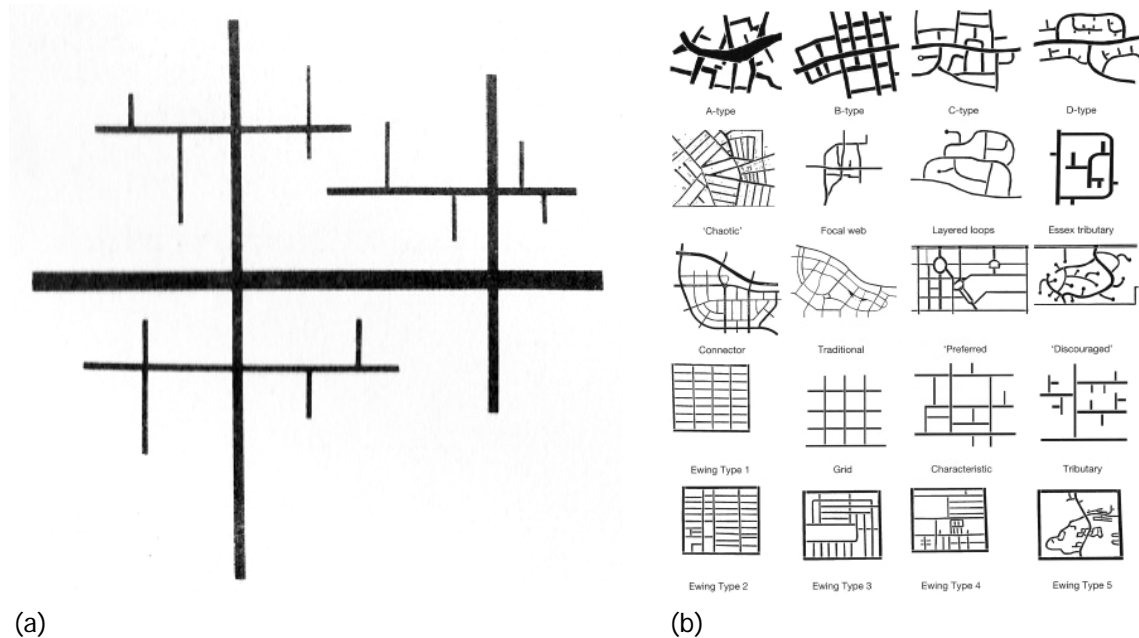 A-type B-type C-type D-type
'Chaotic' Focal web Layered loops Essex tributary
Connector Traditional 'Preferred 'Discouraged'
Ewing Type 1 Grid Characteristic Tributary
Ewing Type 2 Ewing Type 3 Ewing Type 4 Ewing Type 5
(a) (b)